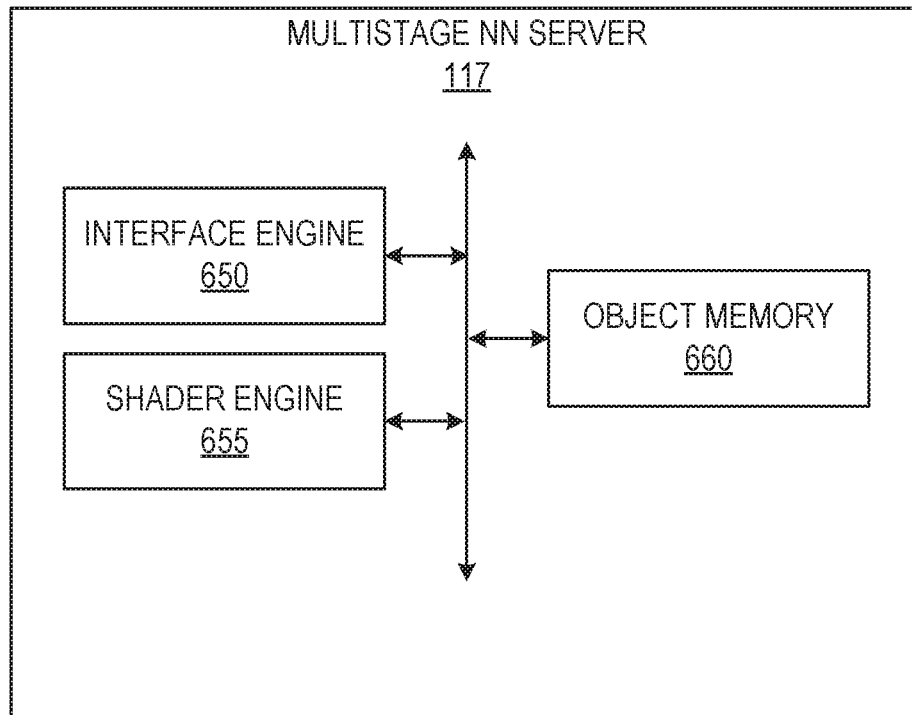 MULTISTAGE NN SERVER
117
INTERFACE ENGINE
650
OBJECT MEMORY
660
SHADER ENGINE
655